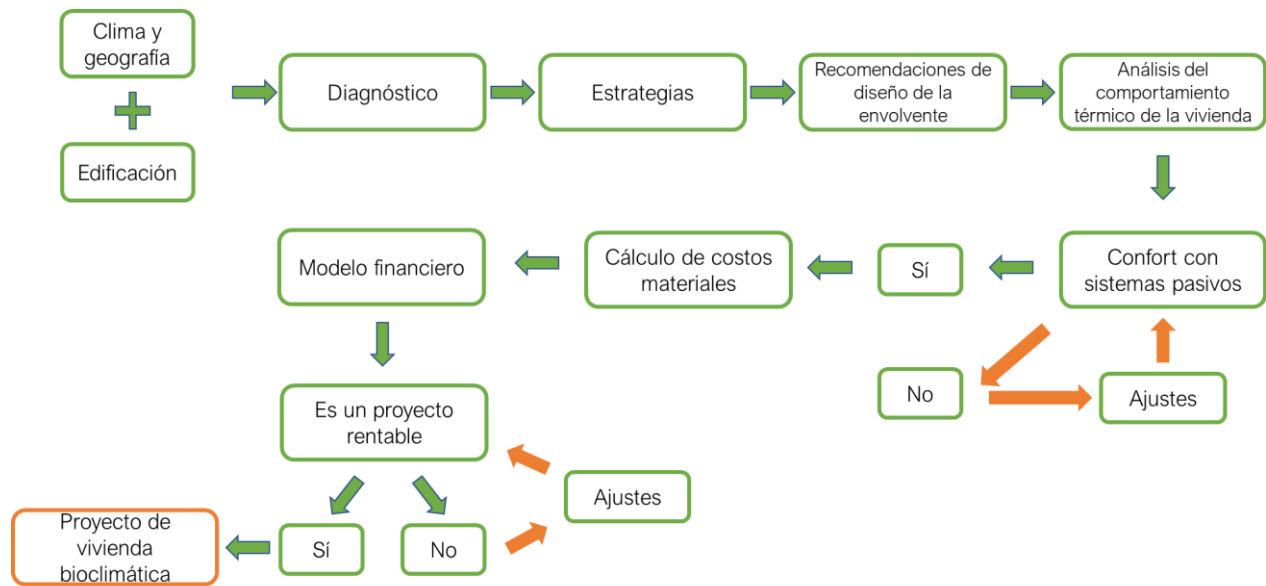 Clima y
geografía
Edificación
Diagnóstico
Estrategias
Recomendaciones de
diseño de la
envolvente
Análisis del
comportamiento
térmico de la vivienda
Confort con
sistemas pasivos
Sí
No
Ajustes
Cálculo de costos
materiales
Modelo financiero
Es un proyecto
rentable
Ajustes
Sí
No
Proyecto de
vivienda
bioclimática